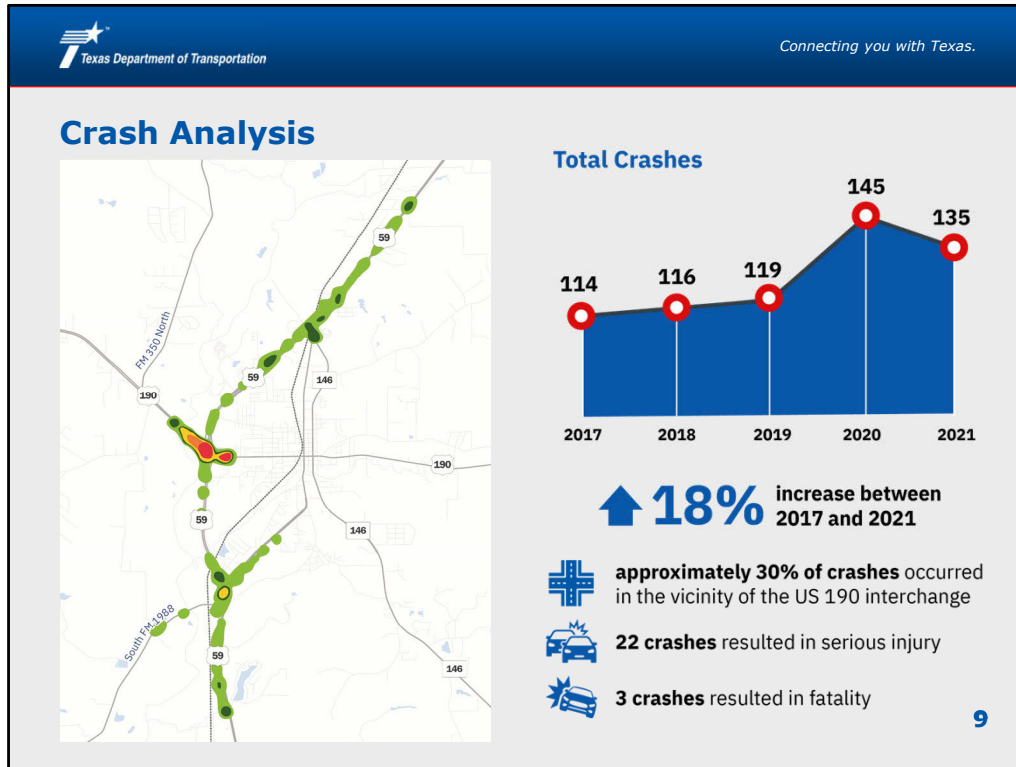 Texas Department of Transportation
Connecting you with Texas.
Crash Analysis
59
FM 350 North
59
146
190
190
59
146
South FM 1988
59
146
Total Crashes
145
135
114
116
119
2017
2018
2019
2020
2021
18% increase between
2017 and 2021
approximately 30% of crashes occurred
in the vicinity of the US 190 interchange
22 crashes resulted in serious injury
3 crashes resulted in fatality
9